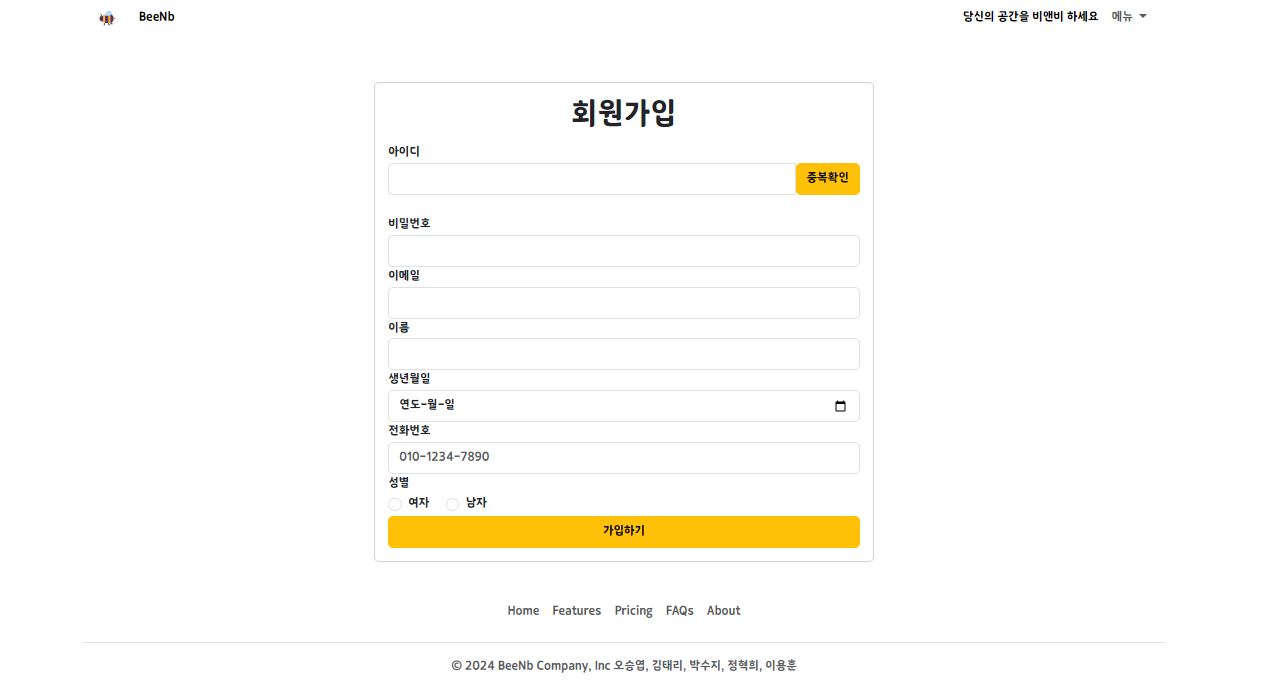 BeeNb 당신의 공간을 비앤비 하세요 메뉴
회원가입
아이디
중복확인
비밀번호
이메일
이름
생년월일
연도-월-일
전화번호
010-1234-7890
성별
여자 남자
가입하기
Home Features Pricing FAQs About
© 2024 BeeNb Company, Inc 오승엽, 김태리, 박수지, 정혁희, 이용훈